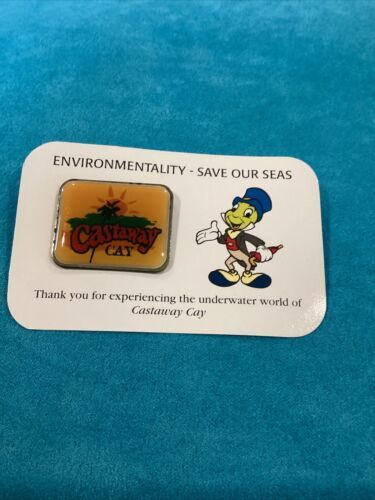 ENVIRONMENTALITY - SAVE OUR SEAS
Castaway
CAY
Thank you for experiencing the underwater world of
Castaway Cay